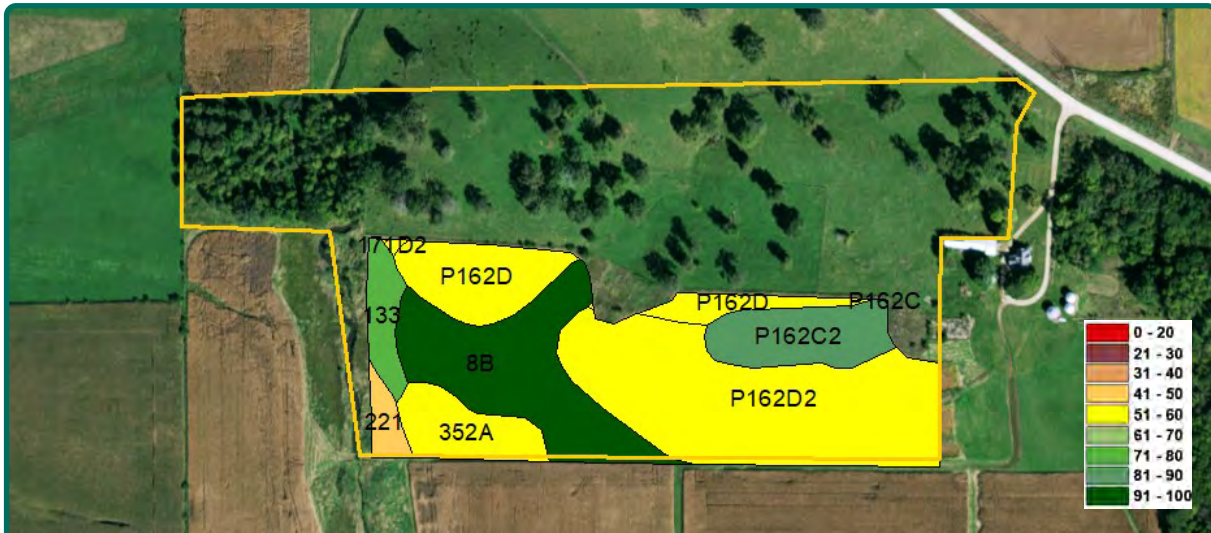 171D2
P162D
P162D
P162C
133
P162C2
8B
P162D2
221
352A
0 - 20
21 - 30
31 - 40
41 - 50
51 - 60
61 - 70
71 - 80
81 - 90
91 - 100